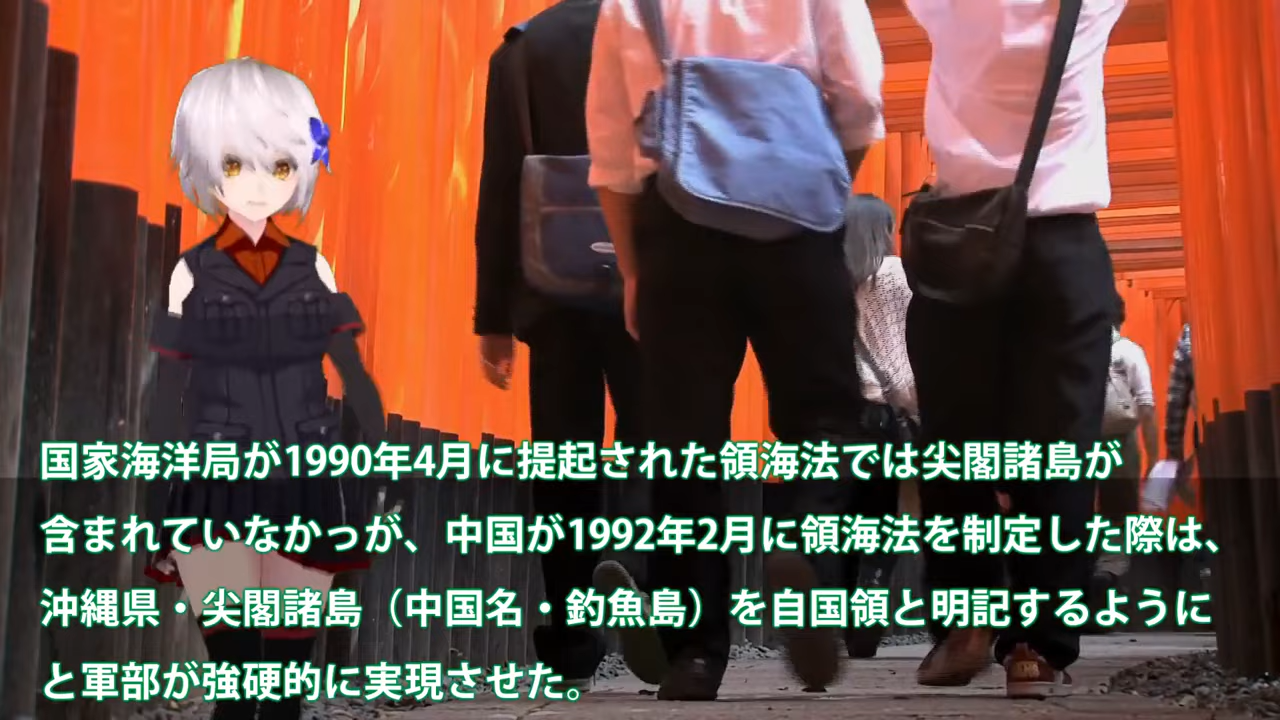 国家海洋局が1990年4月に提起された領海法では尖閣諸島が
含まれていなかっが、中国が1992年2月に領海法を制定した際は、
沖縄県・尖閣諸島（中国名・釣魚島）を自国領と明記するように
と軍部が強硬的に実現させた。